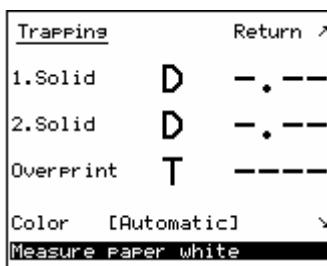 Trapping Return ↗
1.Solid D -.--
2.Solid D -.--
Overprint T ----
Color [Automatic] ↘
Measure paper white